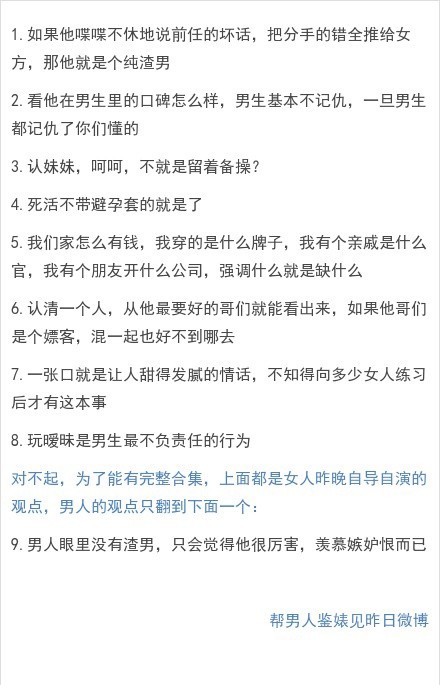 1.如果他喋喋不休地说前任的坏话，把分手的错全推给女
方，那他就是个纯渣男
2.看他在男生里的口碑怎么样，男生基本不记仇，一旦男生
都记仇了你们懂的
3.认妹妹，呵呵，不就是留着备操？
4.死活不带避孕套的就是了
5.我们家怎么有钱，我穿的是什么牌子，我有个亲戚是什么
官，我有个朋友开什么公司，强调什么就是缺什么
6.认清一个人，从他最要好的哥们就能看出来，如果他哥们
是个嫖客，混一起也好不到哪去
7.一张口就是让人甜得发腻的情话，不知得向多少女人练习
后才有这本事
8.玩暧昧是男生最不负责任的行为
对不起，为了能有完整合集，上面都是女人昨晚自导自演的
观点，男人的观点只翻到下面一个：
9.男人眼里没有渣男，只会觉得他很厉害，羡慕嫉妒恨而已
帮男人鉴婊见昨日微博